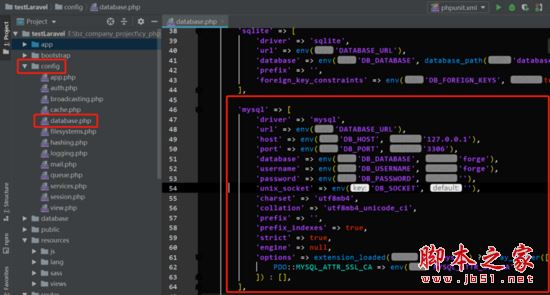 testLaravel
config
database.php
phpunit.xml
Project
testLaravel E:\bz_company_project\cy_php
app
bootstrap
config
app.php
auth.php
broadcasting.php
cache.php
database.php
filesystems.php
hashing.php
logging.php
mail.php
queue.php
services.php
session.php
view.php
database
public
resources
js
lang
sass
views
1: Project
npm
2: Favorites
database.php
38 'sqlite' => [
39 'driver' => 'sqlite',
40 'url' => env( 'DATABASE_URL')
41 'database' => env( 'DB_DATABASE', database_path(
42 'prefix' => '',
43 'foreign_key_constraints' => env( 'DB_FOREIGN_KEYS',
44 ],
45
46 'mysql' => [
47 'driver' => 'mysql',
48 'url' => env( 'DATABASE_URL')
49 'host' => env( 'DB_HOST', '127.0.0.1'),
50 'port' => env( 'DB_PORT', '3306'),
51 'database' => env( 'DB_DATABASE', 'forge'),
52 'username' => env( 'DB_USERNAME', 'forge'),
53 'password' => env( 'DB_PASSWORD', ''),
54 'unix_socket' => env( key: 'DB_SOCKET', default: ''),
55 'charset' => 'utf8mb4',
56 'collation' => 'utf8mb4_unicode_ci',
57 'prefix' => '',
58 'prefix_indexes' => true,
59 'strict' => true,
60 'engine' => null,
61 'options' => extension_loaded(
62 PDO::MYSQL_ATTR_SSL_CA => env(
63 ]) : [],
64 ],
脚本之家
www.jb51.net